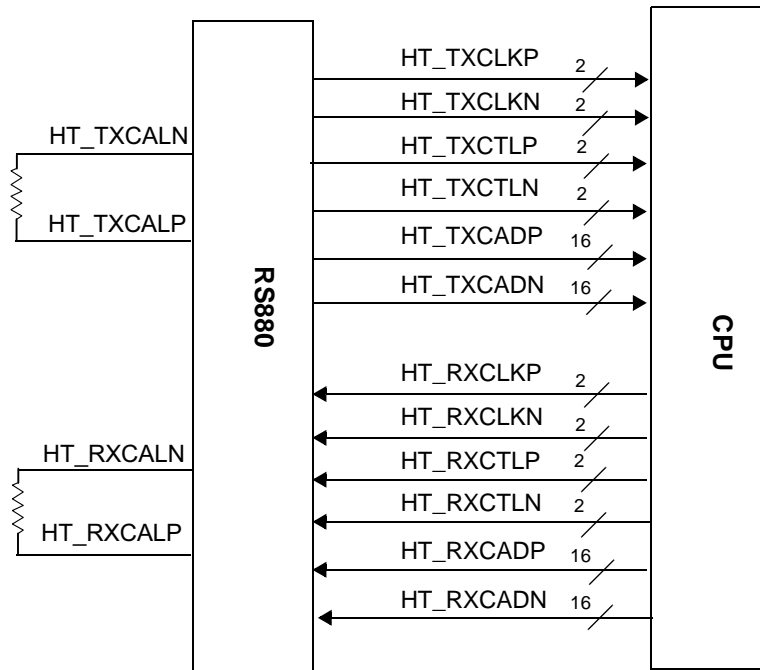 HT_TXCLKP 2
HT_TXCLKN 2
HT_TXCALN
HT_TXCTLP 2
HT_TXCTLN 2
HT_TXCALP
HT_TXCADP 16
HT_TXCADN 16
RS880
CPU
HT_RXCLKP 2
HT_RXCLKN 2
HT_RXCALN
HT_RXCTLP 2
HT_RXCTLN 2
HT_RXCALP
HT_RXCADP 16
HT_RXCADN 16